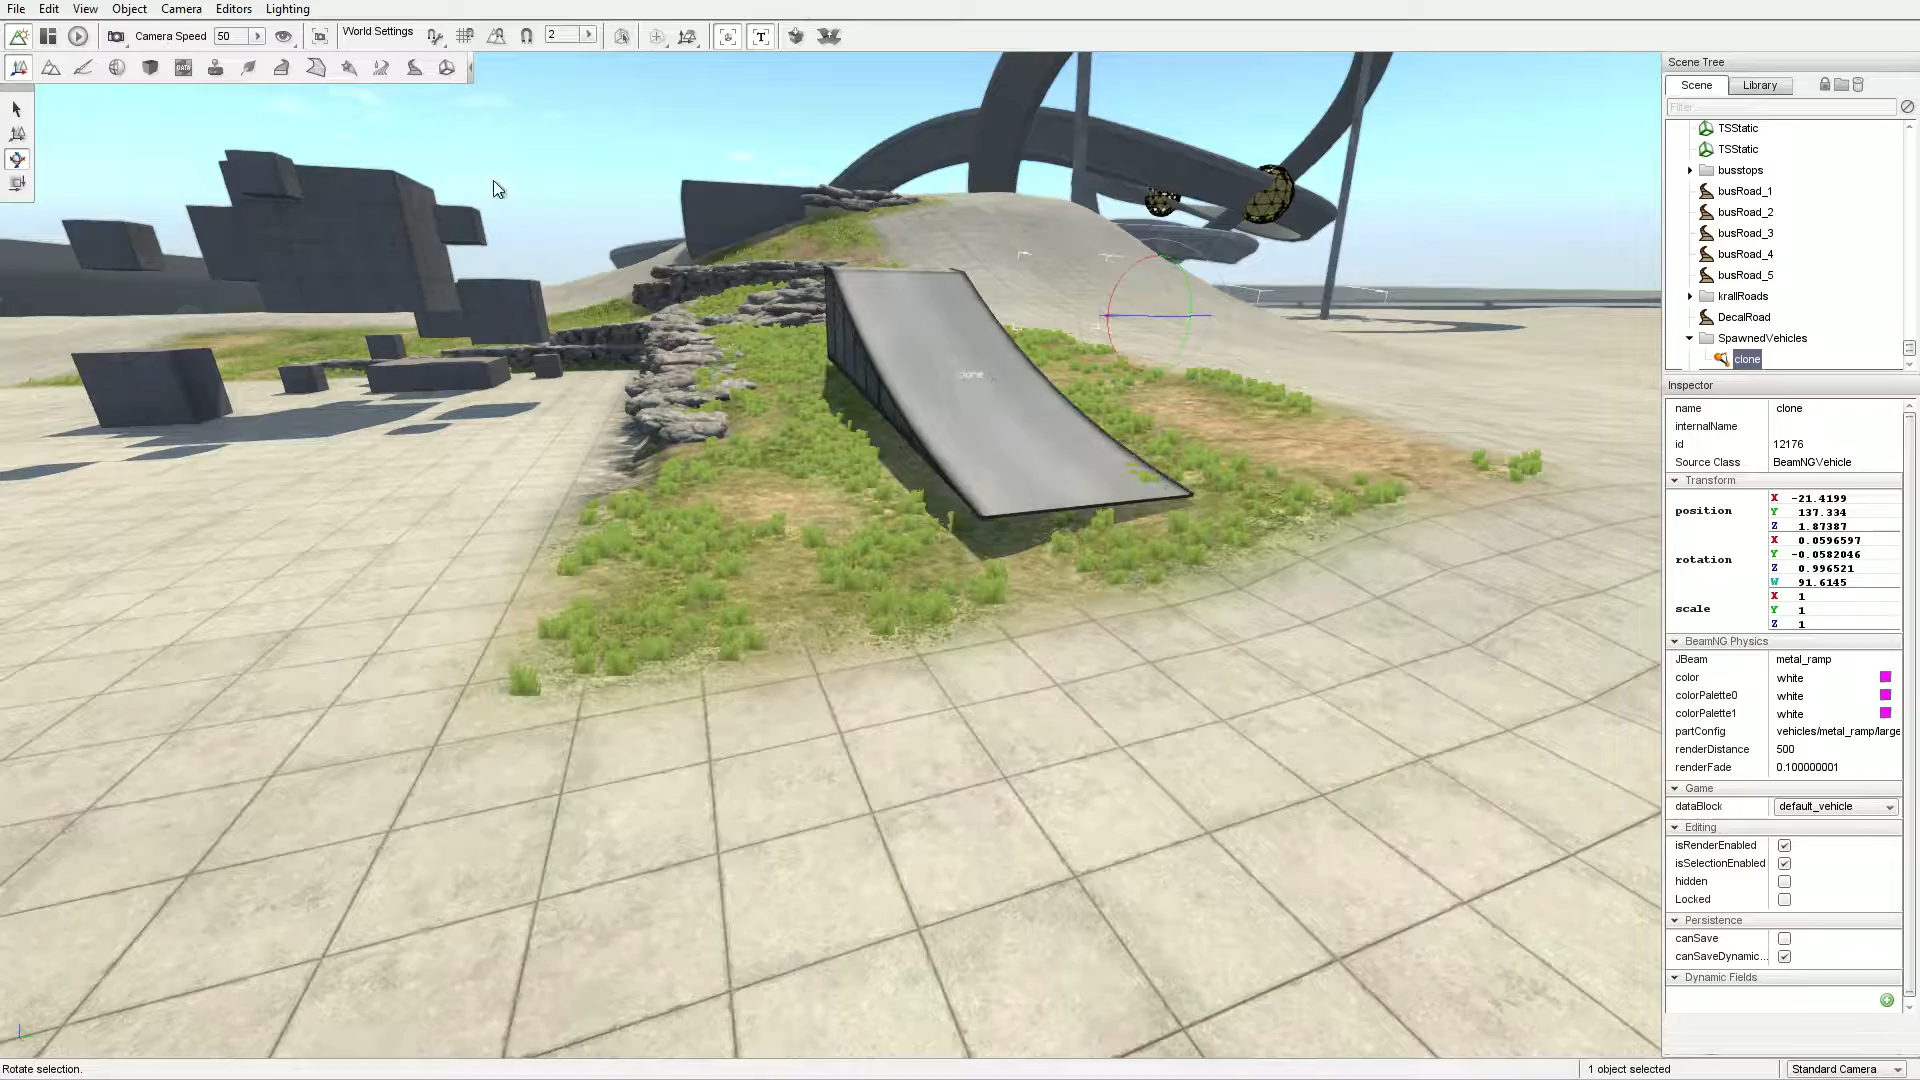 File Edit View Object Camera Editors Lighting
Camera Speed 50 World Settings 2
T
DATA
Scene Tree
Scene Library
Filter...
TSStatic
TSStatic
busstops
busRoad_1
busRoad_2
busRoad_3
busRoad_4
busRoad_5
krallRoads
DecalRoad
SpawnedVehicles
clone
clone
Inspector
name clone
internalName
id 12176
Source Class BeamNGVehicle
Transform
position X -21.4199
Y 137.334
Z 1.87387
rotation X 0.0596597
Y -0.0582046
Z 0.996521
W 91.6145
scale X 1
Y 1
Z 1
BeamNG Physics
JBeam metal_ramp
color white
colorPalette0 white
colorPalette1 white
partConfig vehicles/metal_ramp/large
renderDistance 500
renderFade 0.100000001
Game
dataBlock default_vehicle
Editing
isRenderEnabled
isSelectionEnabled
hidden
Locked
Persistence
canSave
canSaveDynamic...
Dynamic Fields
Rotate selection. 1 object selected Standard Camera